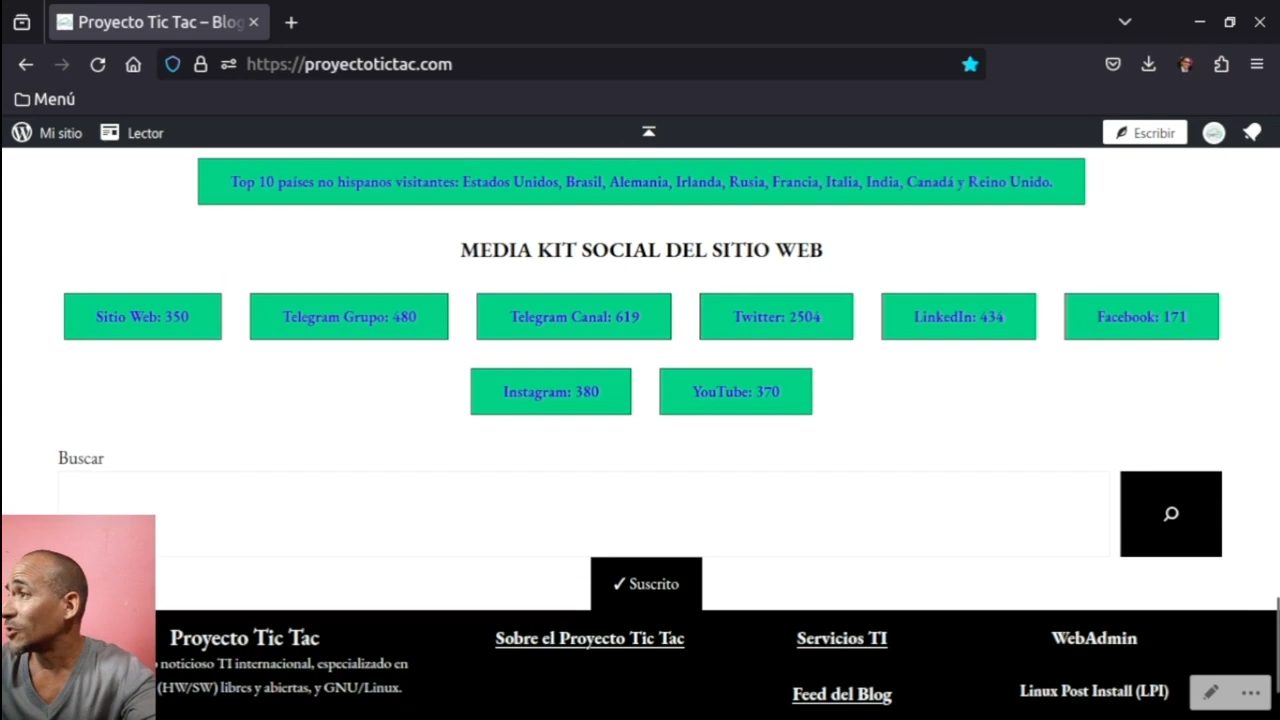 Proyecto Tic Tac – Blog
https://proyectotictac.com
Menú
Mi sitio Lector Escribir
Top 10 países no hispanos visitantes: Estados Unidos, Brasil, Alemania, Irlanda, Rusia, Francia, Italia, India, Canadá y Reino Unido.
MEDIA KIT SOCIAL DEL SITIO WEB
Sitio Web: 350 Telegram Grupo: 480 Telegram Canal: 619 Twitter: 2504 LinkedIn: 434 Facebook: 171
Instagram: 380 YouTube: 370
Buscar
✓ Suscrito
Proyecto Tic Tac Sobre el Proyecto Tic Tac Servicios TI WebAdmin
noticioso TI internacional, especializado en
(HW/SW) libres y abiertas, y GNU/Linux.
Feed del Blog Linux Post Install (LPI)